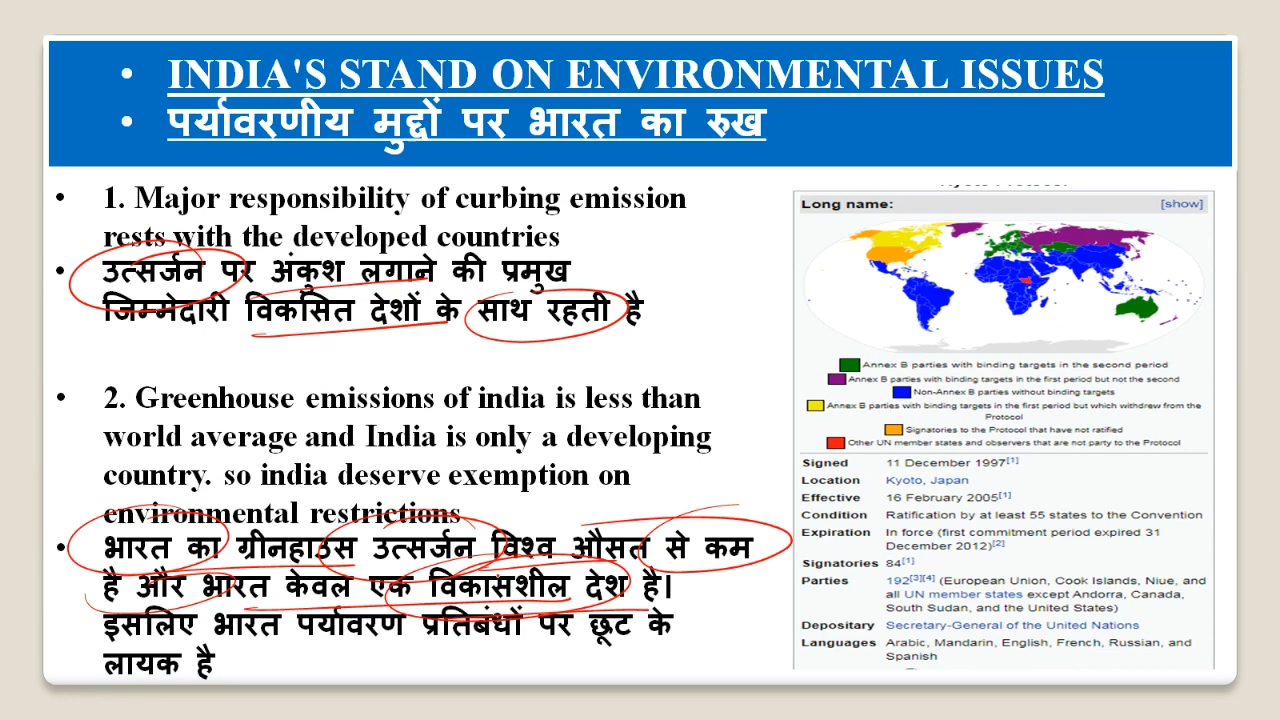 • INDIA'S STAND ON ENVIRONMENTAL ISSUES
• पर्यावरणीय मुद्दों पर भारत का रुख
• 1. Major responsibility of curbing emission
rests with the developed countries
• उत्सर्जन पर अंकुश लगाने की प्रमुख
जिम्मेदारी विकसित देशों के साथ रहती है
• 2. Greenhouse emissions of india is less than
world average and India is only a developing
country. so india deserve exemption on
environmental restrictions
• भारत का ग्रीनहाउस उत्सर्जन विश्व औसत से कम
है और भारत केवल एक विकासशील देश है।
इसलिए भारत पर्यावरण प्रतिबंधों पर छूट के
लायक है
Long name: [show]
Annex B parties with binding targets in the second period
Annex B parties with binding targets in the first period but not the second
Non-Annex B parties without binding targets
Annex B parties with binding targets in the first period but which withdrew from the
Protocol
Signatories to the Protocol that have not ratified
Other UN member states and observers that are not party to the Protocol
Signed 11 December 1997[1]
Location Kyoto, Japan
Effective 16 February 2005[1]
Condition Ratification by at least 55 states to the Convention
Expiration In force (first commitment period expired 31
December 2012)[2]
Signatories 84[1]
Parties 192[3][4] (European Union, Cook Islands, Niue, and
all UN member states except Andorra, Canada,
South Sudan, and the United States)
Depositary Secretary-General of the United Nations
Languages Arabic, Mandarin, English, French, Russian, and
Spanish